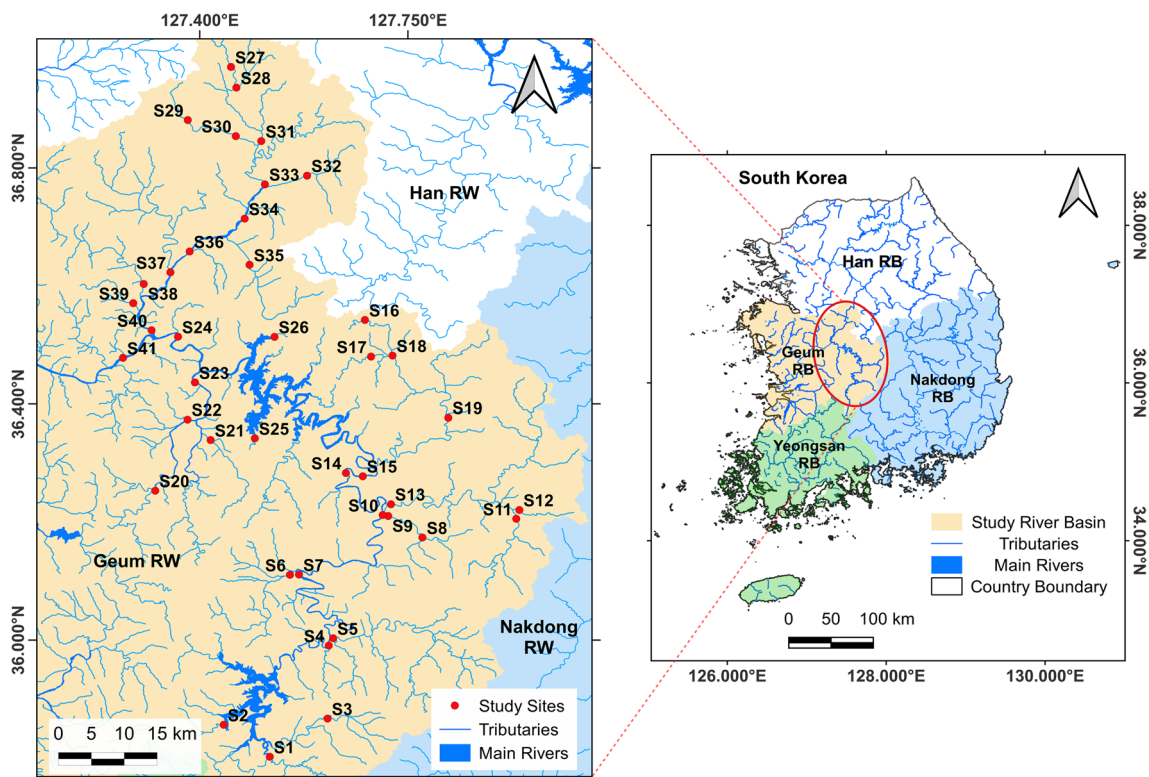 127.400°E
127.750°E
S27
S28
S29
S30
S31
36.800°N
S32
S33
Han RW
S34
S36
S35
S37
S39
S38
S16
S40
S24
S26
S41
S17
S18
S23
36.400°N
S22
S19
S21
S25
S14
S15
S20
S10
S13
S12
S11
S9
S8
Geum RW
S6
S7
Nakdong
RW
36.000°N
S4
S5
S2
S3
S1
0 5 10 15 km
Study Sites
Tributaries
Main Rivers
South Korea
38.000°N
Han RB
Geum
RB
36.000°N
Nakdong
RB
Yeongsan
RB
34.000°N
Study River Basin
Tributaries
Main Rivers
Country Boundary
0 50 100 km
126.000°E
128.000°E
130.000°E